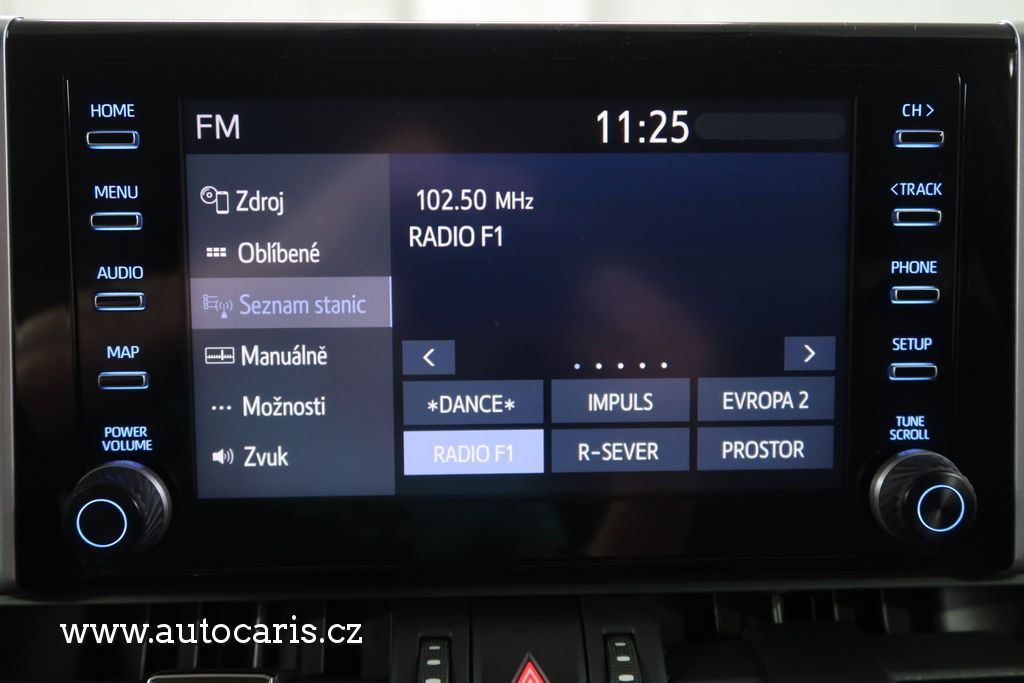 HOME
MENU
AUDIO
MAP
POWER
VOLUME
FM
11:25
Zdroj
Oblíbené
Seznam stanic
Manuálně
... Možnosti
Zvuk
102.50 MHz
RADIO F1
<
>
*DANCE*
IMPULS
EVROPA 2
RADIO F1
R-SEVER
PROSTOR
CH >
< TRACK
PHONE
SETUP
TUNE
SCROLL
www.autocaris.cz